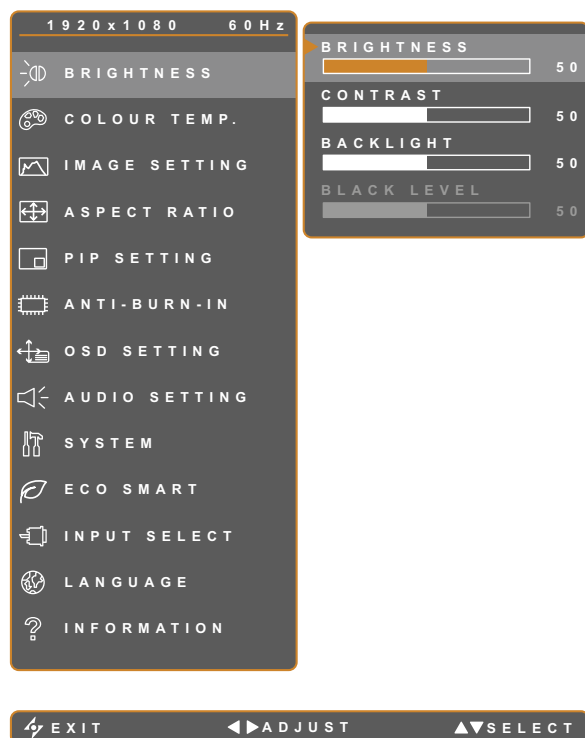 1920x1080 60Hz
BRIGHTNESS
COLOUR TEMP.
IMAGE SETTING
ASPECT RATIO
PIP SETTING
ANTI-BURN-IN
OSD SETTING
AUDIO SETTING
SYSTEM
ECO SMART
INPUT SELECT
LANGUAGE
INFORMATION
BRIGHTNESS
50
CONTRAST
50
BACKLIGHT
50
BLACK LEVEL
50
EXIT ◀▶ADJUST ▲▼SELECT